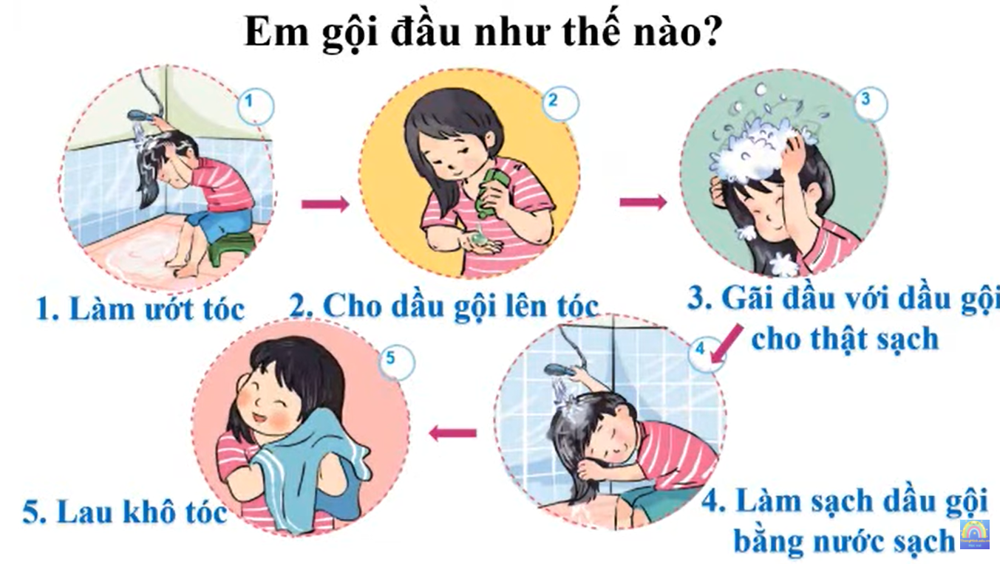 Em gội đầu như thế nào?
1
2
3
1. Làm ướt tóc
2. Cho dầu gội lên tóc
3. Gãi đầu với dầu gội
cho thật sạch
4
5
4. Làm sạch dầu gội
bằng nước sạch
5. Lau khô tóc